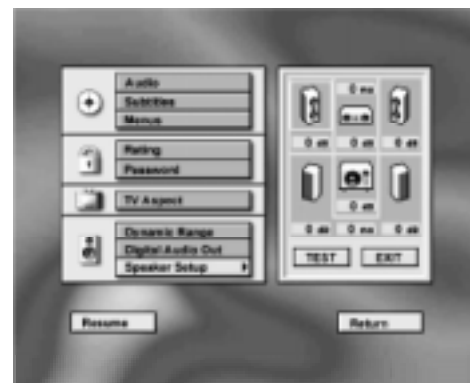 Audio
Subtitles
Menus
Rating
Password
TV Aspect
Dynamic Range
Digital Audio Out
Speaker Setup
0 ms
0 dB
0 dB
0 dB
0 dB
0 dB
0 ms
0 dB
TEST
EXIT
Resume
Return